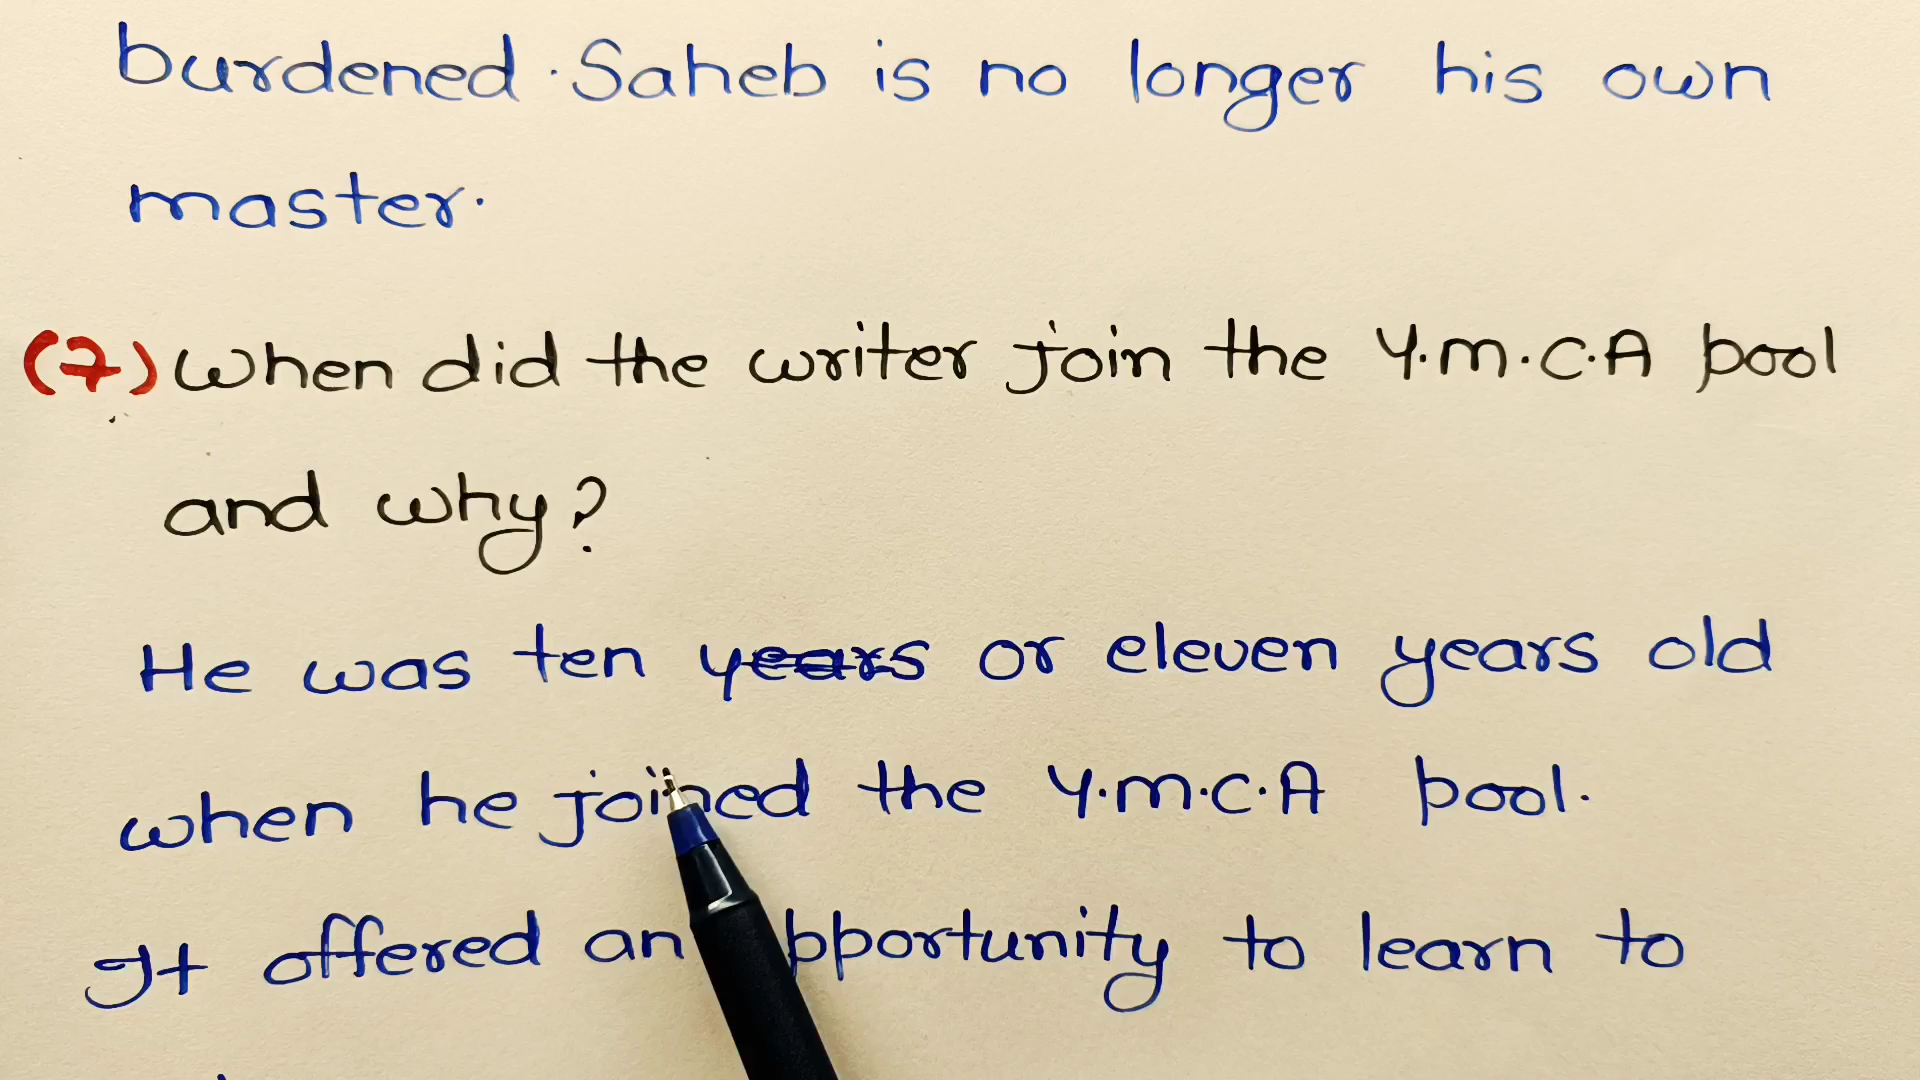 burdened. Saheb is no longer his own
master.
(7) When did the writer join the Y.M.C.A pool
and why?
He was ten years or eleven years old
when he joined the Y.M.C.A pool.
It offered an pportunity to learn to